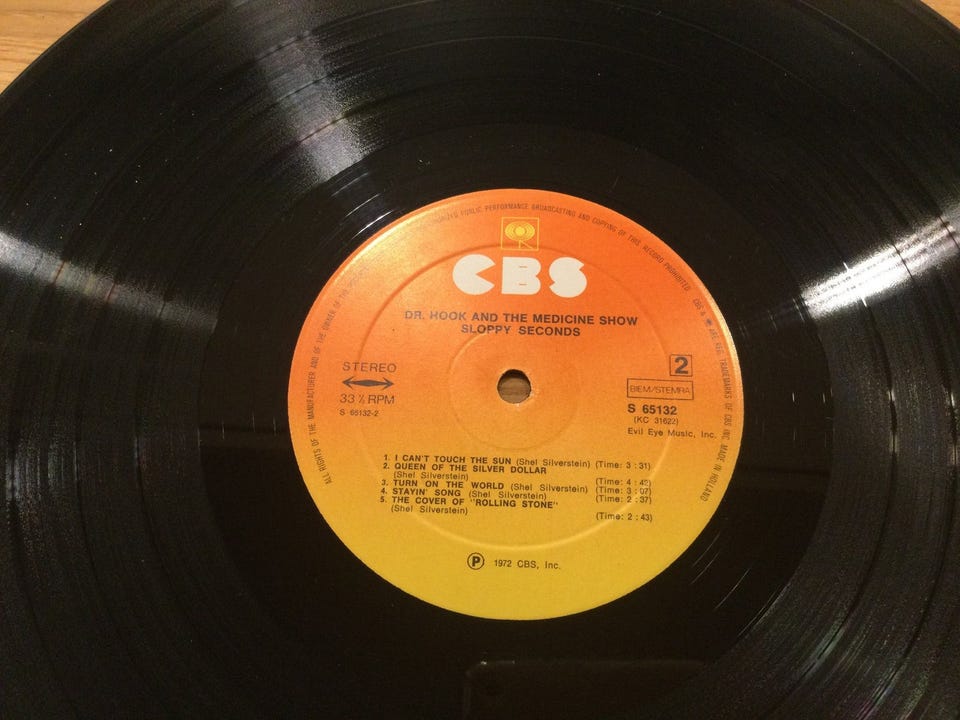 ALL RIGHTS OF THE MANUFACTURER AND OF THE OWNER OF THE
PUBLIC PERFORMANCE BROADCASTING AND COPYING OF THIS RECORD PROHIBITED
CBS & ARE REG. TRADEMARKS OF CBS INC. MADE IN HOLLAND
CBS
DR. HOOK AND THE MEDICINE SHOW
SLOPPY SECONDS
STEREO
33 ⅓ RPM
S 65132-2
2
BIEM/STEMRA
S 65132
(KC 31622)
Evil Eye Music, Inc.
1. I CAN'T TOUCH THE SUN (Shel Silverstein) (Time: 3 : 31)
2. QUEEN OF THE SILVER DOLLAR
(Shel Silverstein) (Time: 4 : 42)
3. TURN ON THE WORLD (Shel Silverstein) (Time: 3 : 07)
4. STAYIN' SONG (Shel Silverstein) (Time: 2 : 37)
5. THE COVER OF "ROLLING STONE"
(Shel Silverstein) (Time: 2 : 43)
Ⓟ 1972 CBS, Inc.